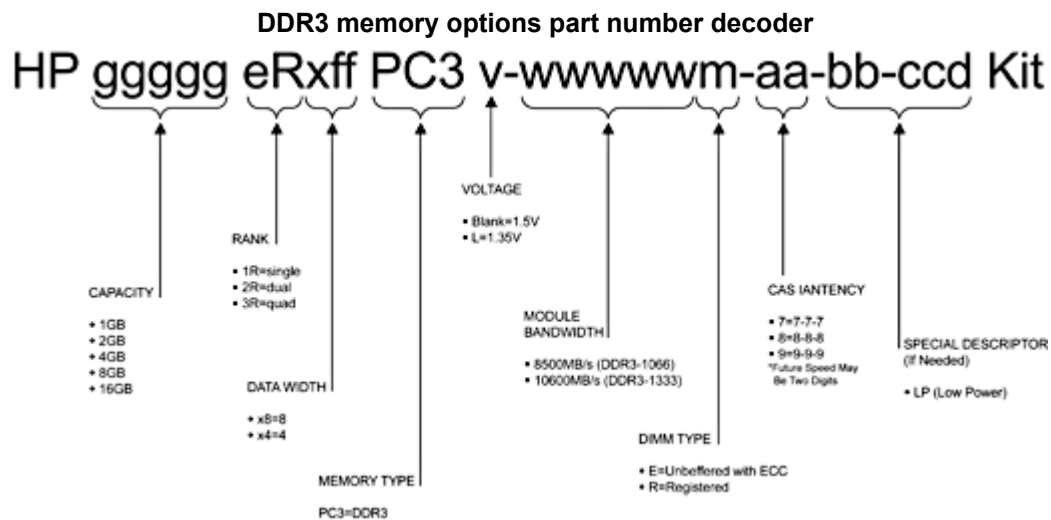 DDR3 memory options part number decoder
HP ggggg eRxff PC3 v-wwwwwm-aa-bb-ccd Kit
VOLTAGE
▪ Blank=1.5V
▪ L=1.35V
RANK
▪ 1R=single
▪ 2R=dual
▪ 3R=quad
CAPACITY
+ 1GB
+ 2GB
+ 4GB
+ 8GB
+ 16GB
CAS IANTENCY
▪ 7=7-7-7
▪ 8=8-8-8
▪ 9=9-9-9
*Future Speed May
Be Two Digits
MODULE
BANDWIDTH
▪ 8500MB/s (DDR3-1066)
▪ 10600MB/s (DDR3-1333)
SPECIAL DESCRIPTOR
(If Needed)
▪ LP (Low Power)
DATA WIDTH
+ x8=8
+ x4=4
DIMM TYPE
▪ E=Unbeffered with ECC
▪ R=Registered
MEMORY TYPE
PC3=DDR3